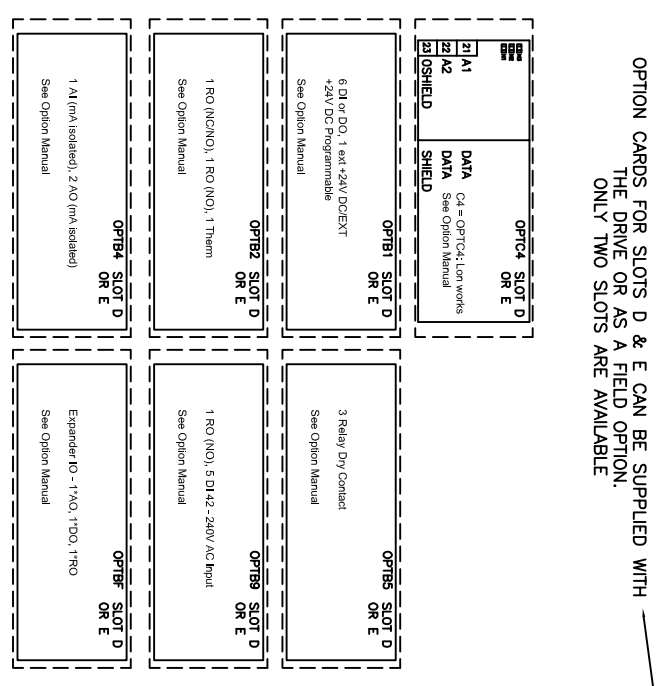 OPTION CARDS FOR SLOTS D & E CAN BE SUPPLIED WITH
THE DRIVE OR AS A FIELD OPTION.
ONLY TWO SLOTS ARE AVAILABLE
OPTC4 SLOT D
OR E
21 A1
22 A2
23 0SHIELD
DATA
DATA
SHIELD
C4 = OPTC4: Lon works
See Option Manual
OPTB1 SLOT D
OR E
6 DI or DO, 1 ext +24V DC/EXT
+24V DC Programmable
See Option Manual
OPTB5 SLOT D
OR E
3 Relay Dry Contact
See Option Manual
OPTB2 SLOT D
OR E
1 RO (NC/NO), 1 RO (NO), 1 Therm
See Option Manual
OPTB9 SLOT D
OR E
1 RO (NO), 5 DI 42 – 240V AC Input
See Option Manual
OPTB4 SLOT D
OR E
1 AI (mA isolated), 2 AO (mA isolated)
See Option Manual
OPTBF SLOT D
OR E
Expander IO – 1*AO, 1*DO, 1*RO
See Option Manual